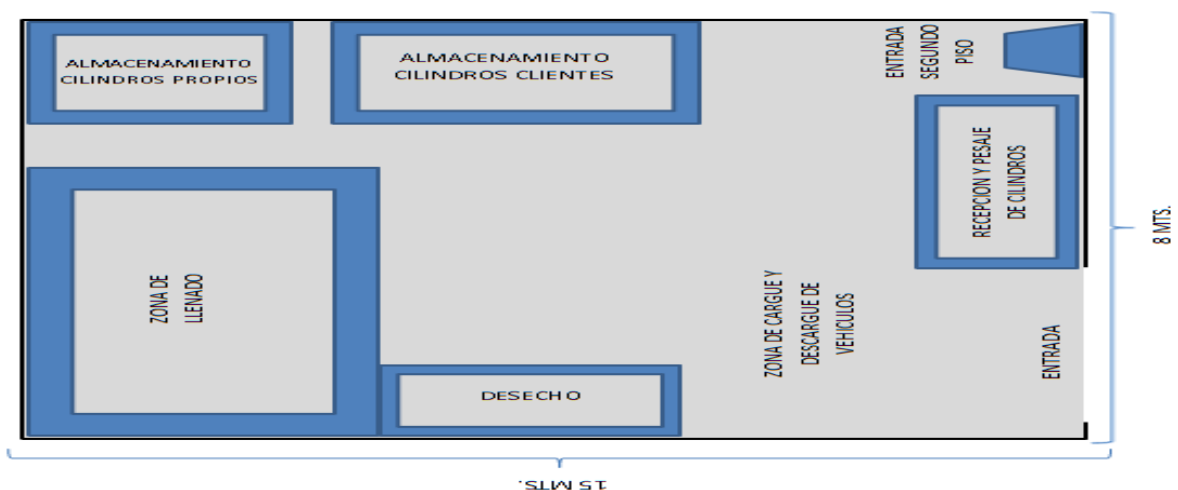 ALMACENAMIENTO
CILINDROS PROPIOS
ALMACENAMIENTO
CILINDROS CLIENTES
ENTRADA
SEGUNDO
PISO
RECEPCION Y PESAJE
DE CILINDROS
8 MTS.
ZONA DE
LLENADO
ZONA DE CARGUE Y
DESCARGUE DE
VEHICULOS
ENTRADA
DESECHO
15 MTS.